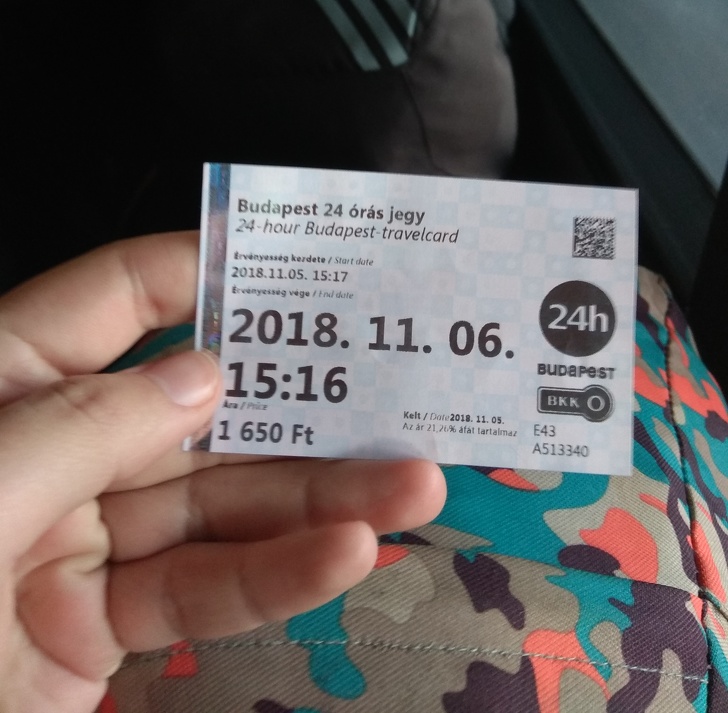 Budapest 24 órás jegy
24-hour Budapest-travelcard
Érvényesség kezdete / Start date
2018.11.05. 15:17
Érvényesség vége / End date
2018. 11. 06.
15:16
Ára / Price
1 650 Ft
Kelt / Date 2018. 11. 05.
Az ár 21,26% áfát tartalmaz
24h
BUDAPEST
BKK
E43
A513340